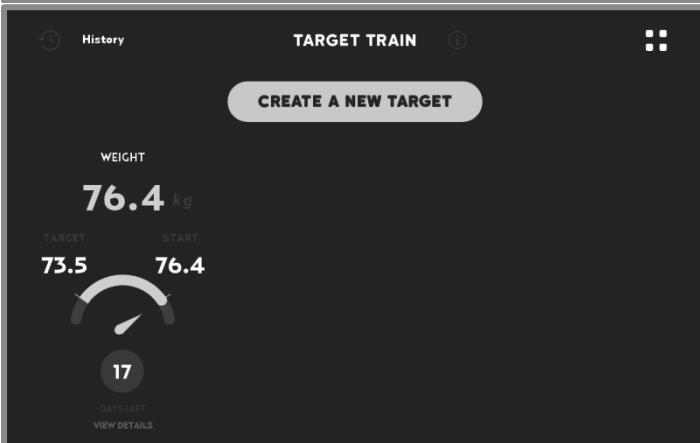 History
TARGET TRAIN
CREATE A NEW TARGET
WEIGHT
76.4 kg
TARGET START
73.5 76.4
17
DAYS LEFT
VIEW DETAILS